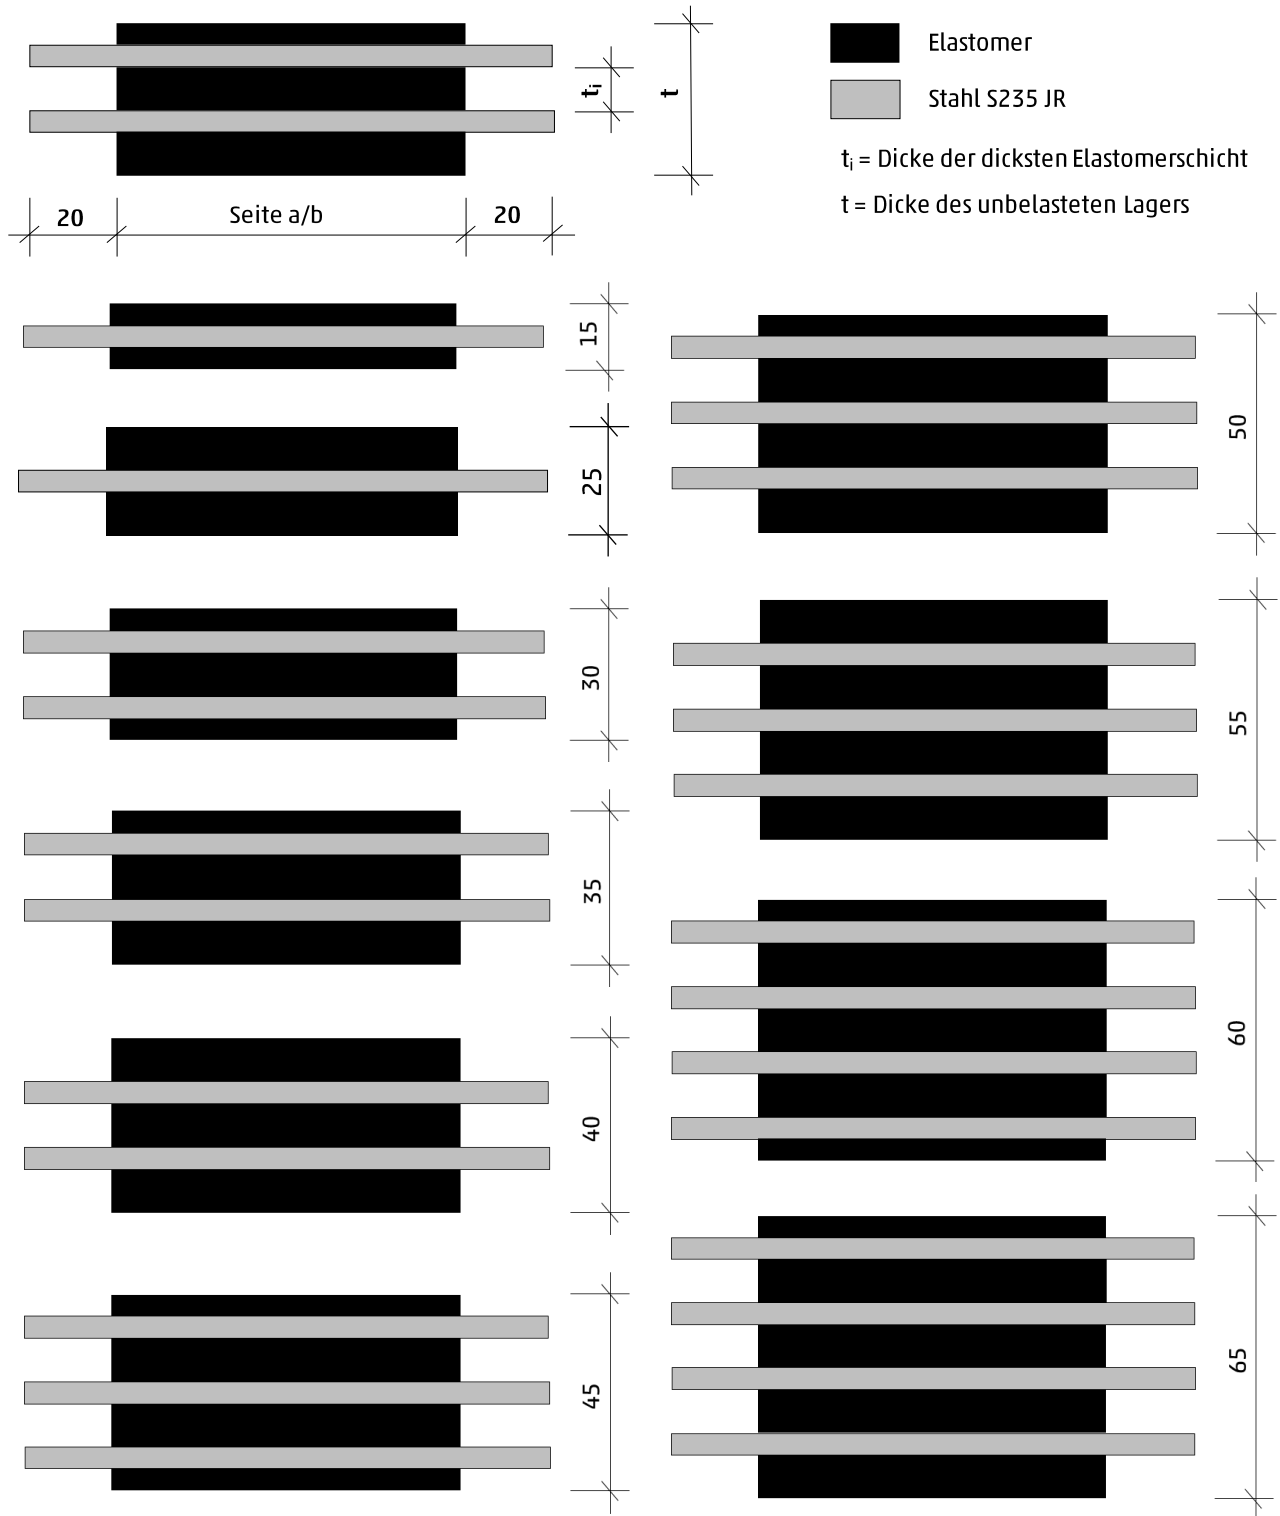 tᵢ
t
Elastomer
Stahl S235 JR
tᵢ = Dicke der dicksten Elastomerschicht
t = Dicke des unbelasteten Lagers
20
Seite a/b
20
15
25
30
35
40
45
50
55
60
65